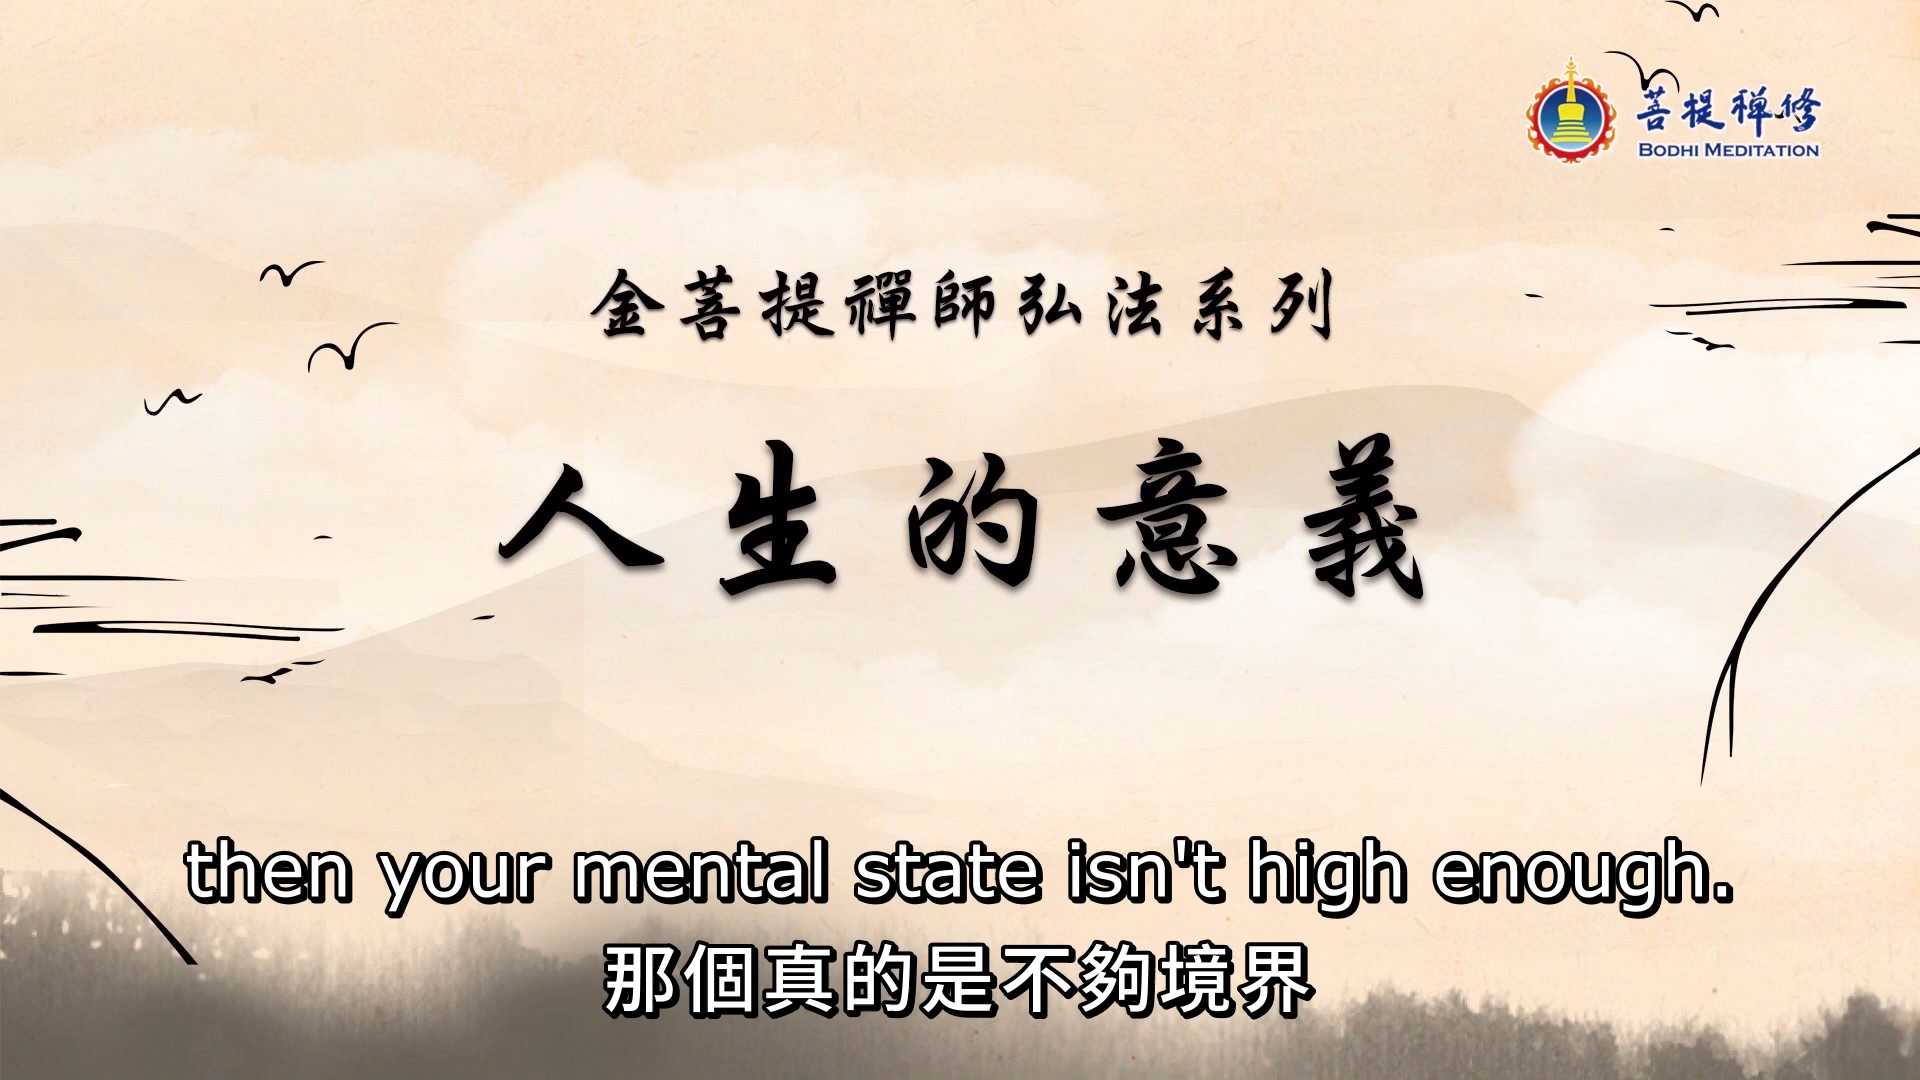 菩提禪修
BODHI MEDITATION
金菩提禪師弘法系列
人生的意義
then your mental state isn't high enough.
那個真的是不夠境界